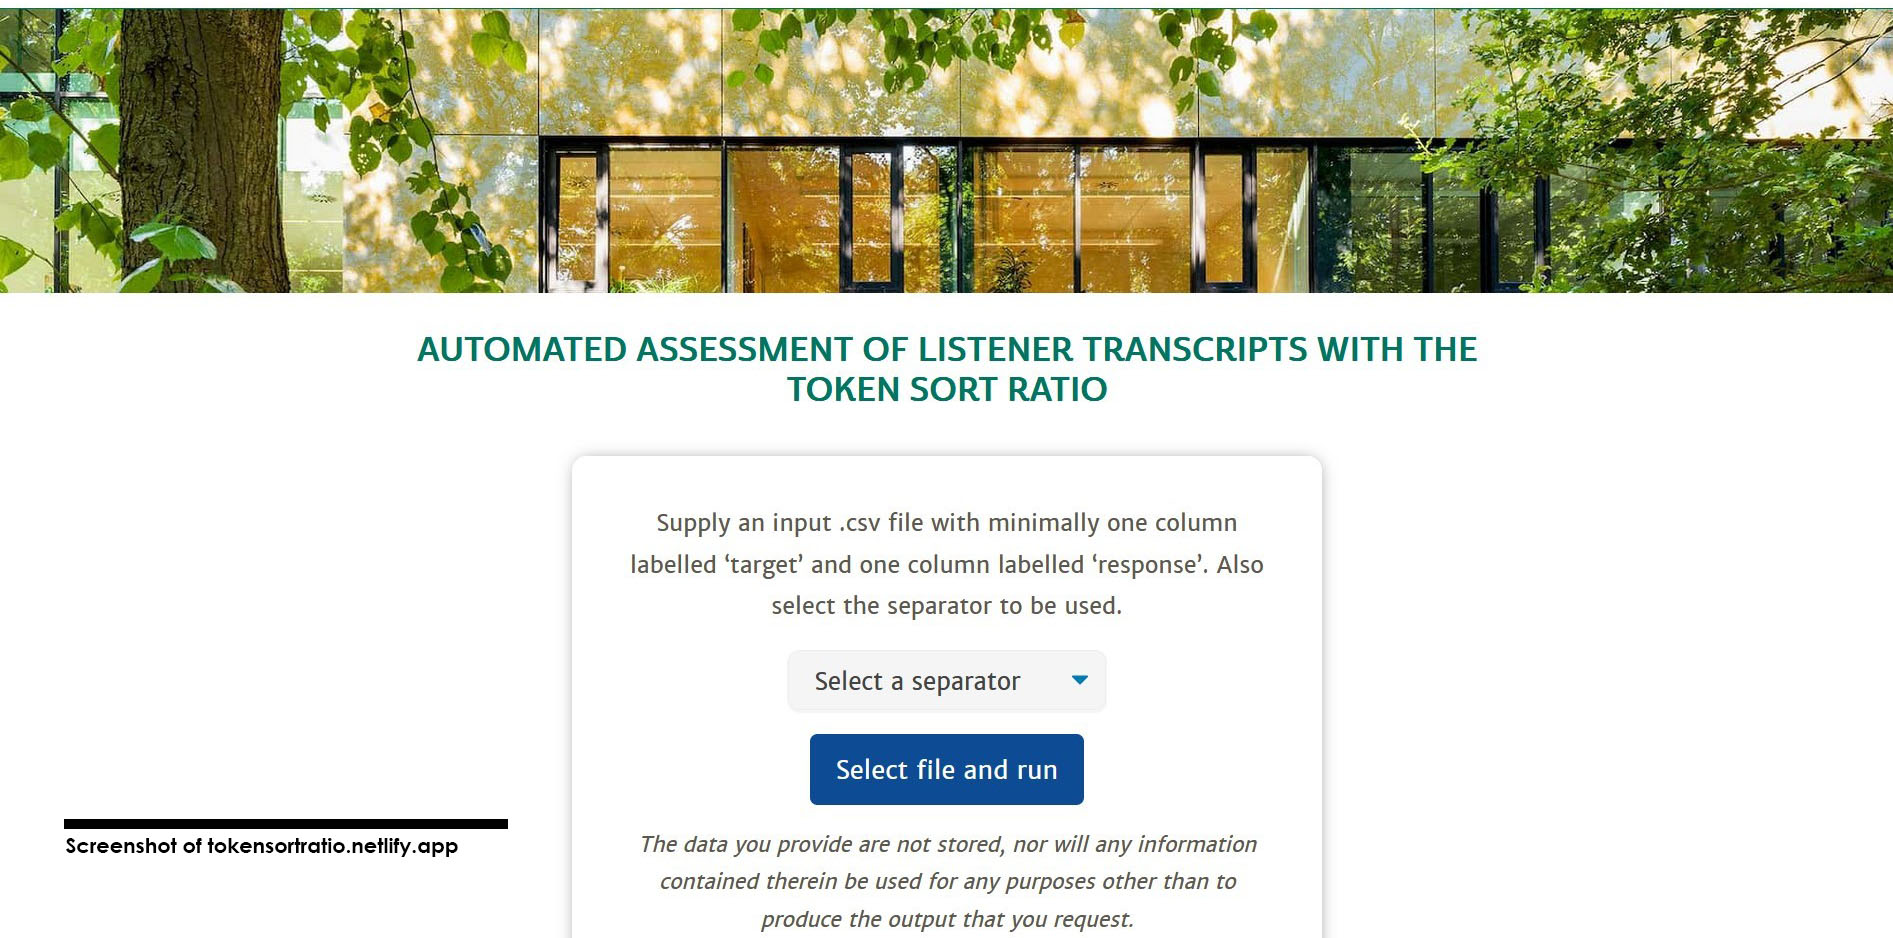 AUTOMATED ASSESSMENT OF LISTENER TRANSCRIPTS WITH THE
TOKEN SORT RATIO
Supply an input .csv file with minimally one column
labelled ‘target’ and one column labelled ‘response’. Also
select the separator to be used.
Select a separator
Select file and run
The data you provide are not stored, nor will any information
contained therein be used for any purposes other than to
produce the output that you request.
Screenshot of tokensortratio.netlify.app